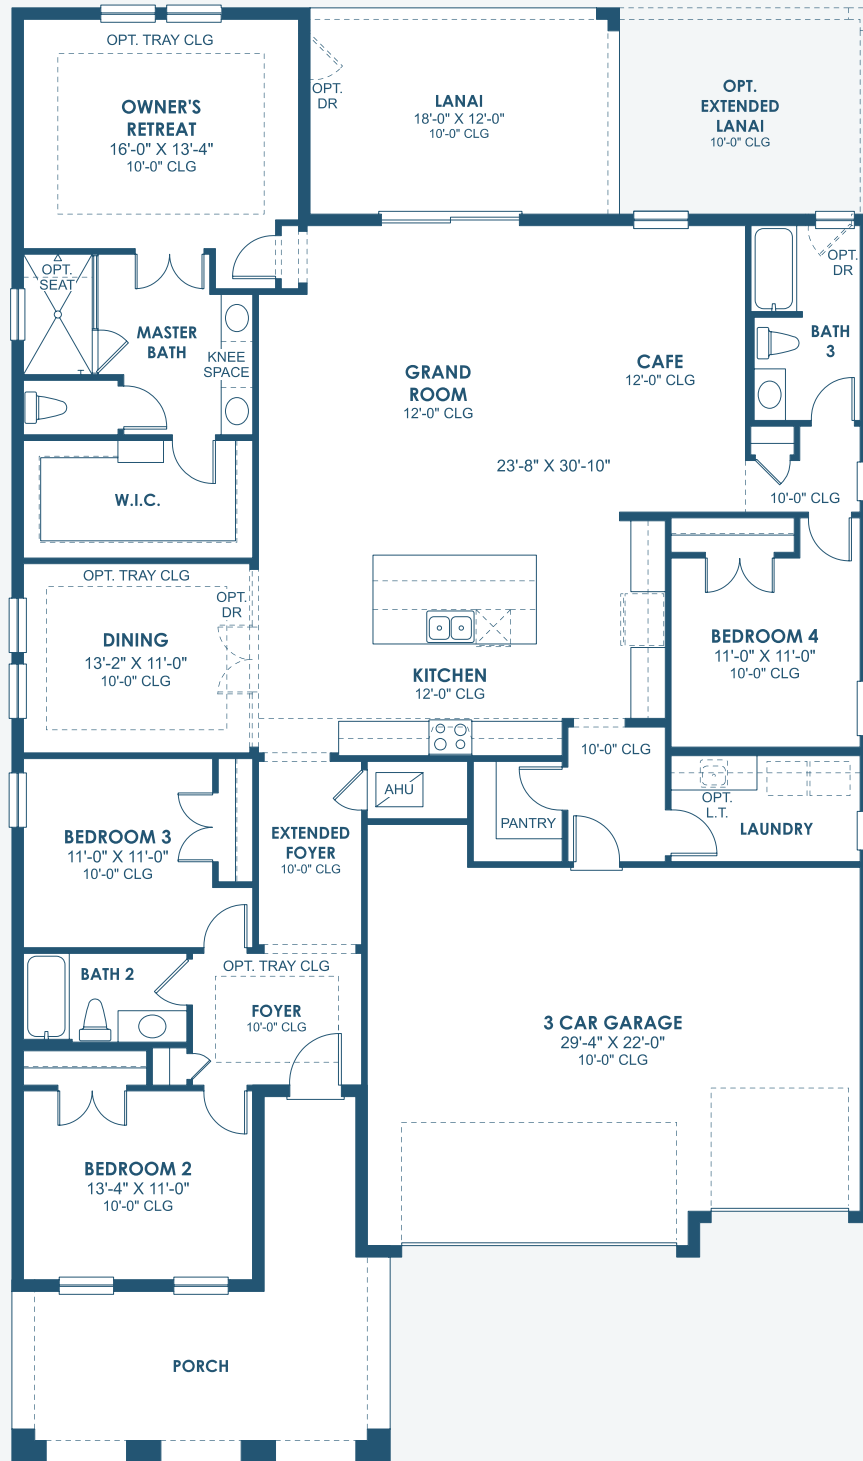 OPT. TRAY CLG
OWNER'S
RETREAT
16'-0" X 13'-4"
10'-0" CLG
OPT.
DR
LANAI
18'-0" X 12'-0"
10'-0" CLG
OPT.
EXTENDED
LANAI
10'-0" CLG
OPT.
SEAT
MASTER
BATH
KNEE
SPACE
GRAND
ROOM
12'-0" CLG
CAFE
12'-0" CLG
23'-8" X 30'-10"
OPT.
DR
BATH
3
10'-0" CLG
W.I.C.
OPT. TRAY CLG
OPT.
DR
DINING
13'-2" X 11'-0"
10'-0" CLG
KITCHEN
12'-0" CLG
BEDROOM 4
11'-0" X 11'-0"
10'-0" CLG
10'-0" CLG
AHU
PANTRY
OPT.
L.T.
LAUNDRY
BEDROOM 3
11'-0" X 11'-0"
10'-0" CLG
EXTENDED
FOYER
10'-0" CLG
BATH 2
OPT. TRAY CLG
FOYER
10'-0" CLG
3 CAR GARAGE
29'-4" X 22'-0"
10'-0" CLG
BEDROOM 2
13'-4" X 11'-0"
10'-0" CLG
PORCH